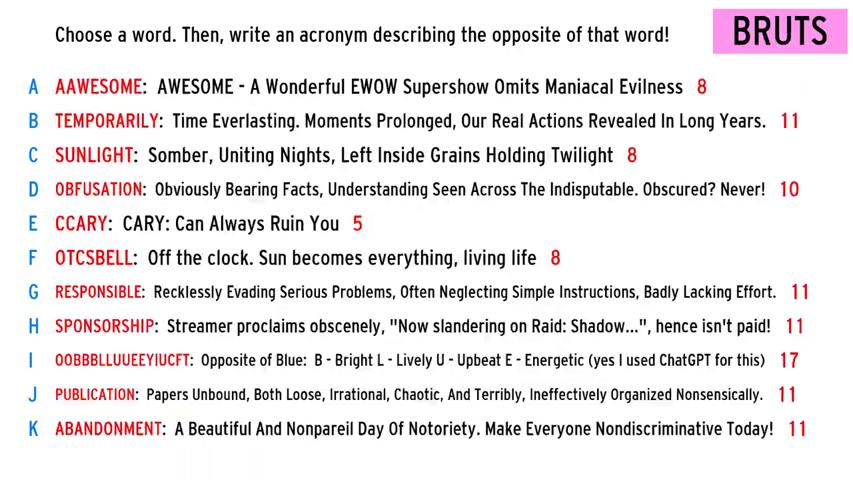 Choose a word. Then, write an acronym describing the opposite of that word!
BRUTS
A AAWESOME: AWESOME - A Wonderful EWOW Supershow Omits Maniacal Evilness 8
B TEMPORARILY: Time Everlasting. Moments Prolonged, Our Real Actions Revealed In Long Years. 11
C SUNLIGHT: Somber, Uniting Nights, Left Inside Grains Holding Twilight 8
D OBFUSATION: Obviously Bearing Facts, Understanding Seen Across The Indisputable. Obscured? Never! 10
E CCARY: CARY: Can Always Ruin You 5
F OTCSBELL: Off the clock. Sun becomes everything, living life 8
G RESPONSIBLE: Recklessly Evading Serious Problems, Often Neglecting Simple Instructions, Badly Lacking Effort. 11
H SPONSORSHIP: Streamer proclaims obscenely, "Now slandering on Raid: Shadow...", hence isn't paid! 11
I OOBBBLLUUEEYIUCFT: Opposite of Blue: B - Bright L - Lively U - Upbeat E - Energetic (yes I used ChatGPT for this) 17
J PUBLICATION: Papers Unbound, Both Loose, Irrational, Chaotic, And Terribly, Ineffectively Organized Nonsensically. 11
K ABANDONMENT: A Beautiful And Nonpareil Day Of Notoriety. Make Everyone Nondiscriminative Today! 11